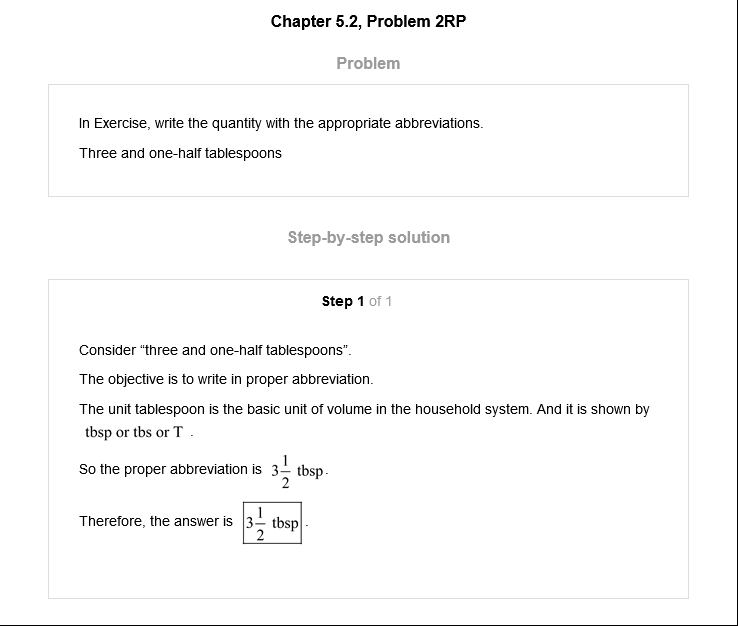 Chapter 5.2, Problem 2RP
Problem
In Exercise, write the quantity with the appropriate abbreviations.
Three and one-half tablespoons
Step-by-step solution
Step 1 of 1
Consider “three and one-half tablespoons”.
The objective is to write in proper abbreviation.
The unit tablespoon is the basic unit of volume in the household system. And it is shown by
tbsp or tbs or T .
So the proper abbreviation is 3 1/2 tbsp.
Therefore, the answer is 3 1/2 tbsp .